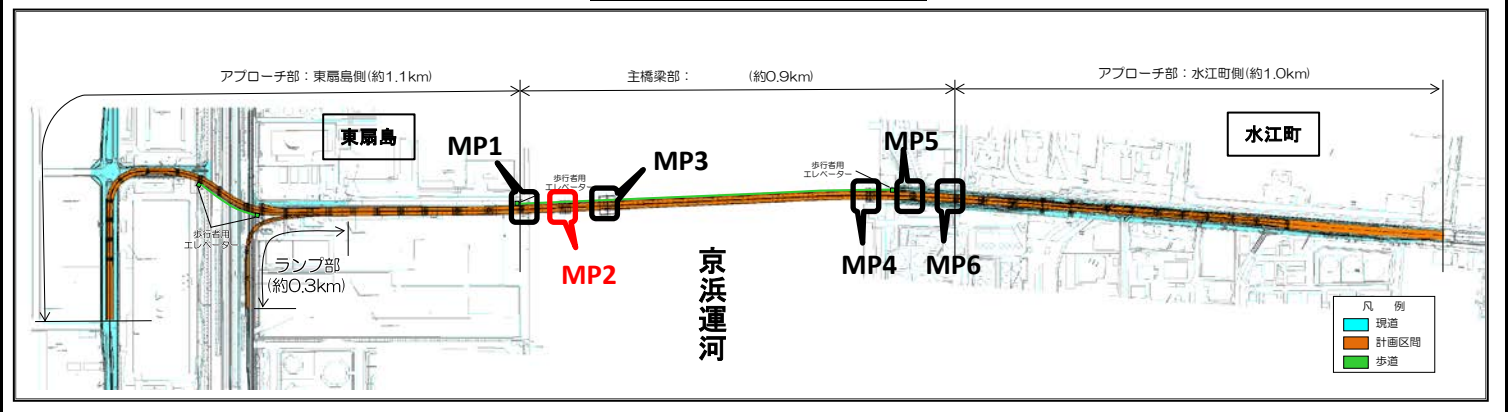 アプローチ部：東扇島側(約1.1km)
主橋梁部：　(約0.9km)
アプローチ部：水江町側(約1.0km)
東扇島
水江町
MP1
歩行者用
エレベーター
MP3
歩行者用
エレベーター
MP5
MP2
MP4
MP6
歩行者用
エレベーター
ランプ部
(約0.3km)
京浜運河
凡　例
現道
計画区間
歩道